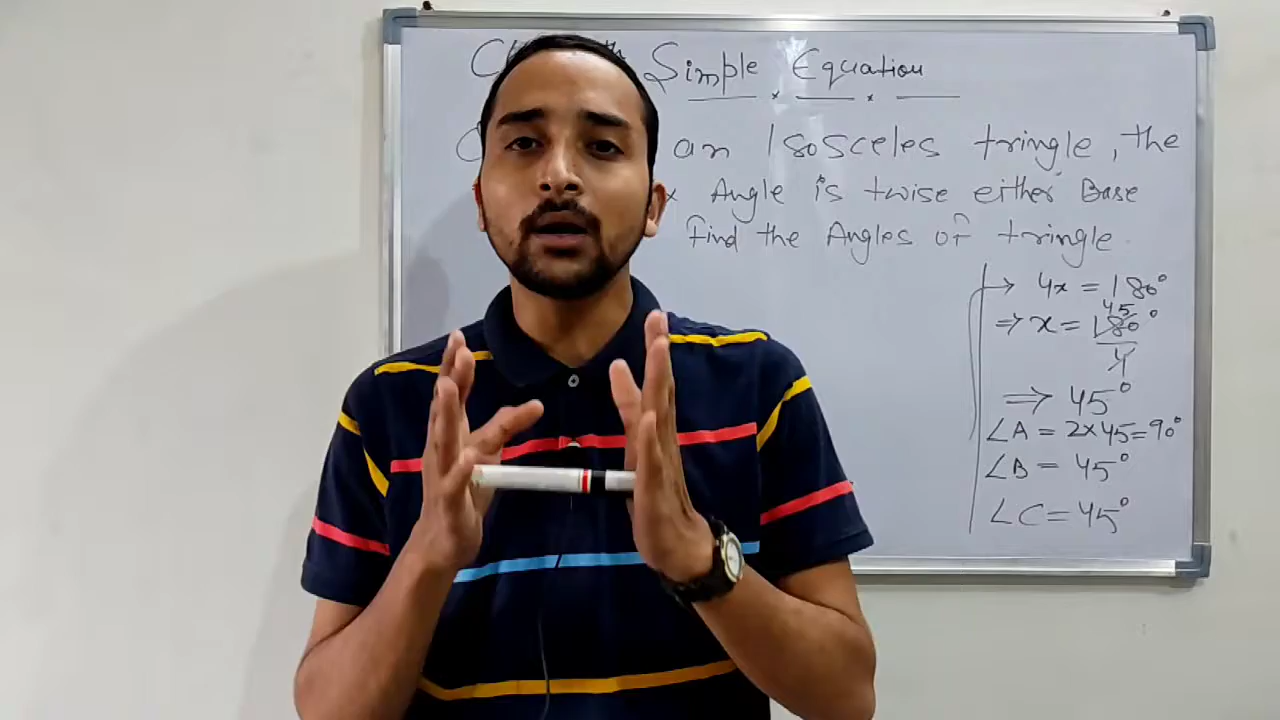 Simple Equation
an Isosceles tringle, the
Angle is twise either Base
find the Angles of tringle.
→ 4x = 180°
⇒ x = 180°
45
4
⇒ 45°
∠A = 2x45=90°
∠B = 45°
∠C = 45°